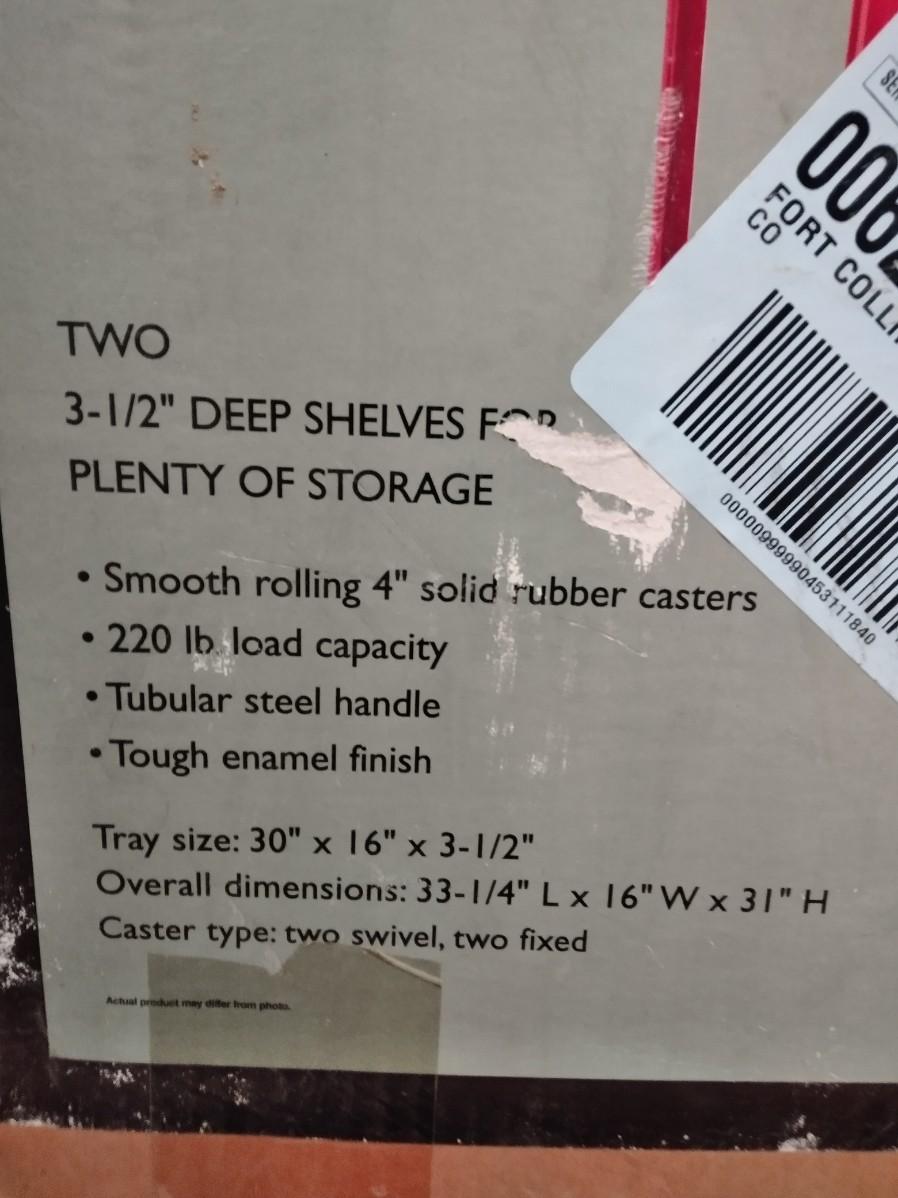 TWO
3-1/2" DEEP SHELVES FOR
PLENTY OF STORAGE
• Smooth rolling 4" solid rubber casters
• 220 lb. load capacity
• Tubular steel handle
• Tough enamel finish
Tray size: 30" x 16" x 3-1/2"
Overall dimensions: 33-1/4" L x 16" W x 31" H
Caster type: two swivel, two fixed
Actual product may differ from photo.
FORT
CO
00000999990453111840